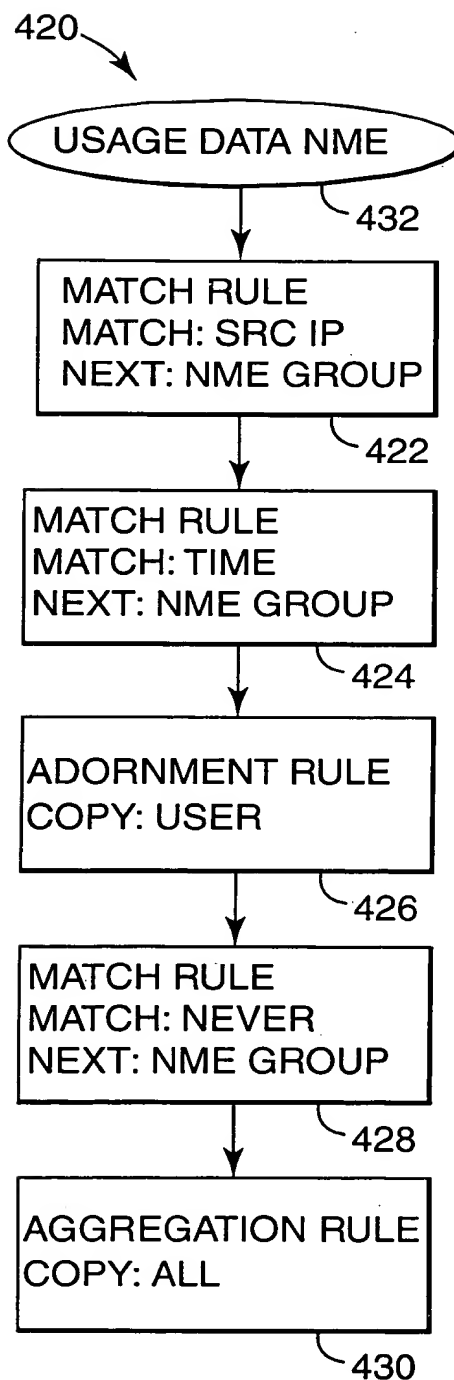 420
USAGE DATA NME
432
MATCH RULE
MATCH: SRC IP
NEXT: NME GROUP
422
MATCH RULE
MATCH: TIME
NEXT: NME GROUP
424
ADORNMENT RULE
COPY: USER
426
MATCH RULE
MATCH: NEVER
NEXT: NME GROUP
428
AGGREGATION RULE
COPY: ALL
430